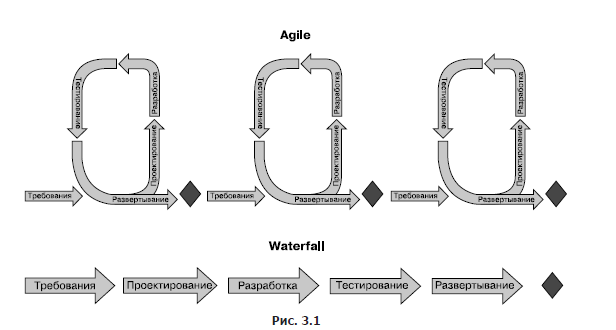 Agile
Тестирование
Разработка
Проектирование
Требования
Развертывание
Тестирование
Разработка
Проектирование
Требования
Развертывание
Тестирование
Разработка
Проектирование
Требования
Развертывание
Waterfall
Требования
Проектирование
Разработка
Тестирование
Развертывание
Рис. 3.1